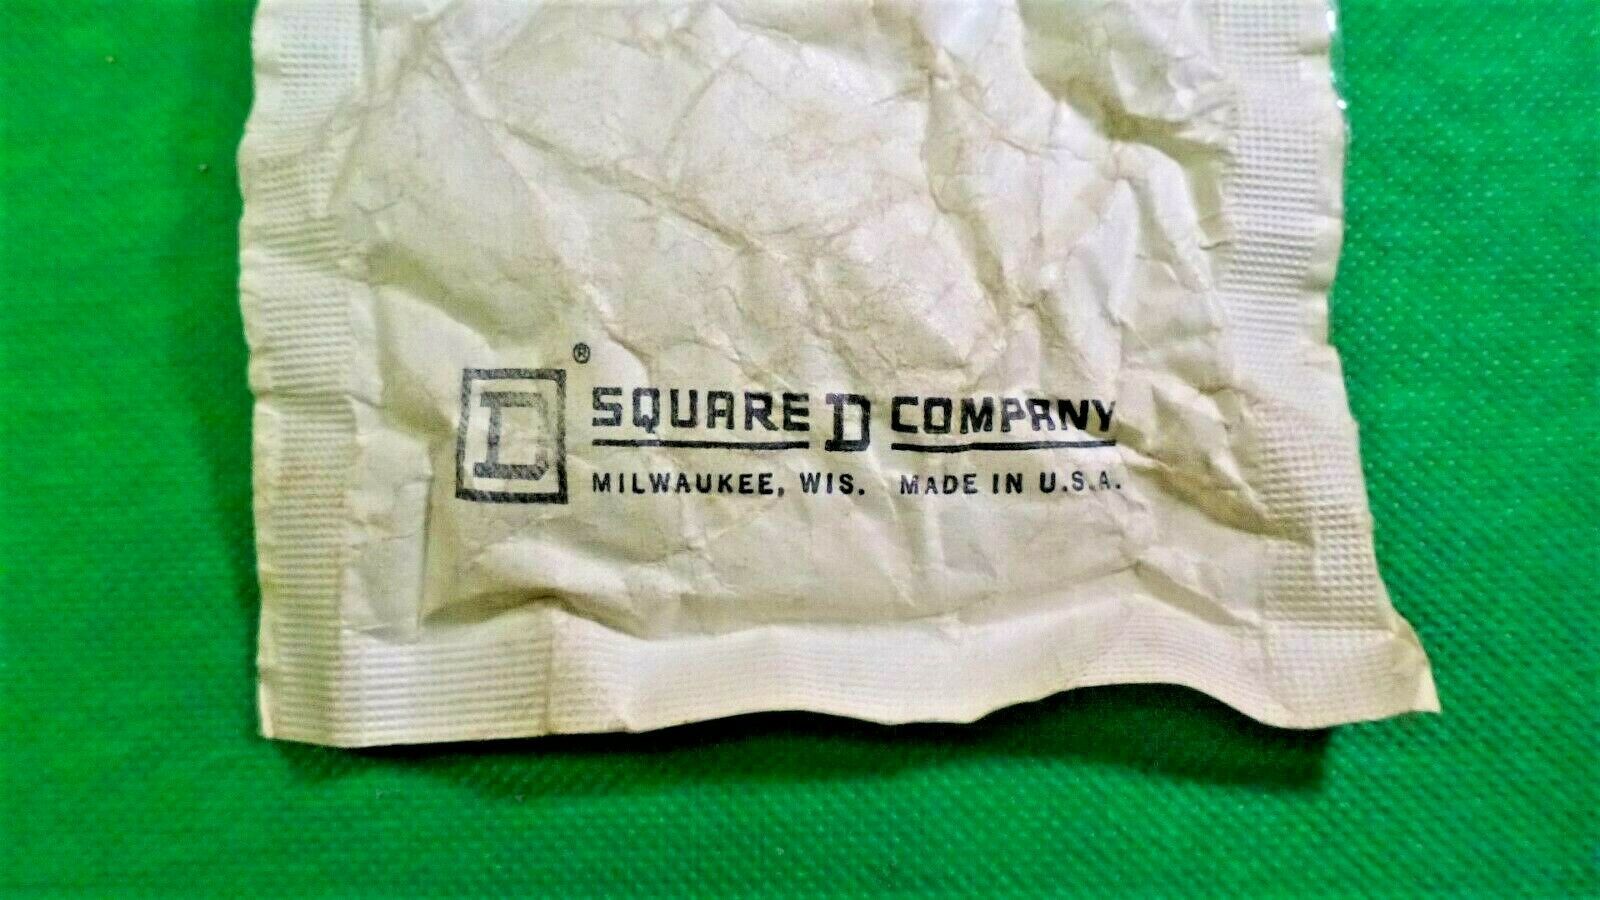 D ® SQUARE D COMPANY
MILWAUKEE, WIS. MADE IN U.S.A.